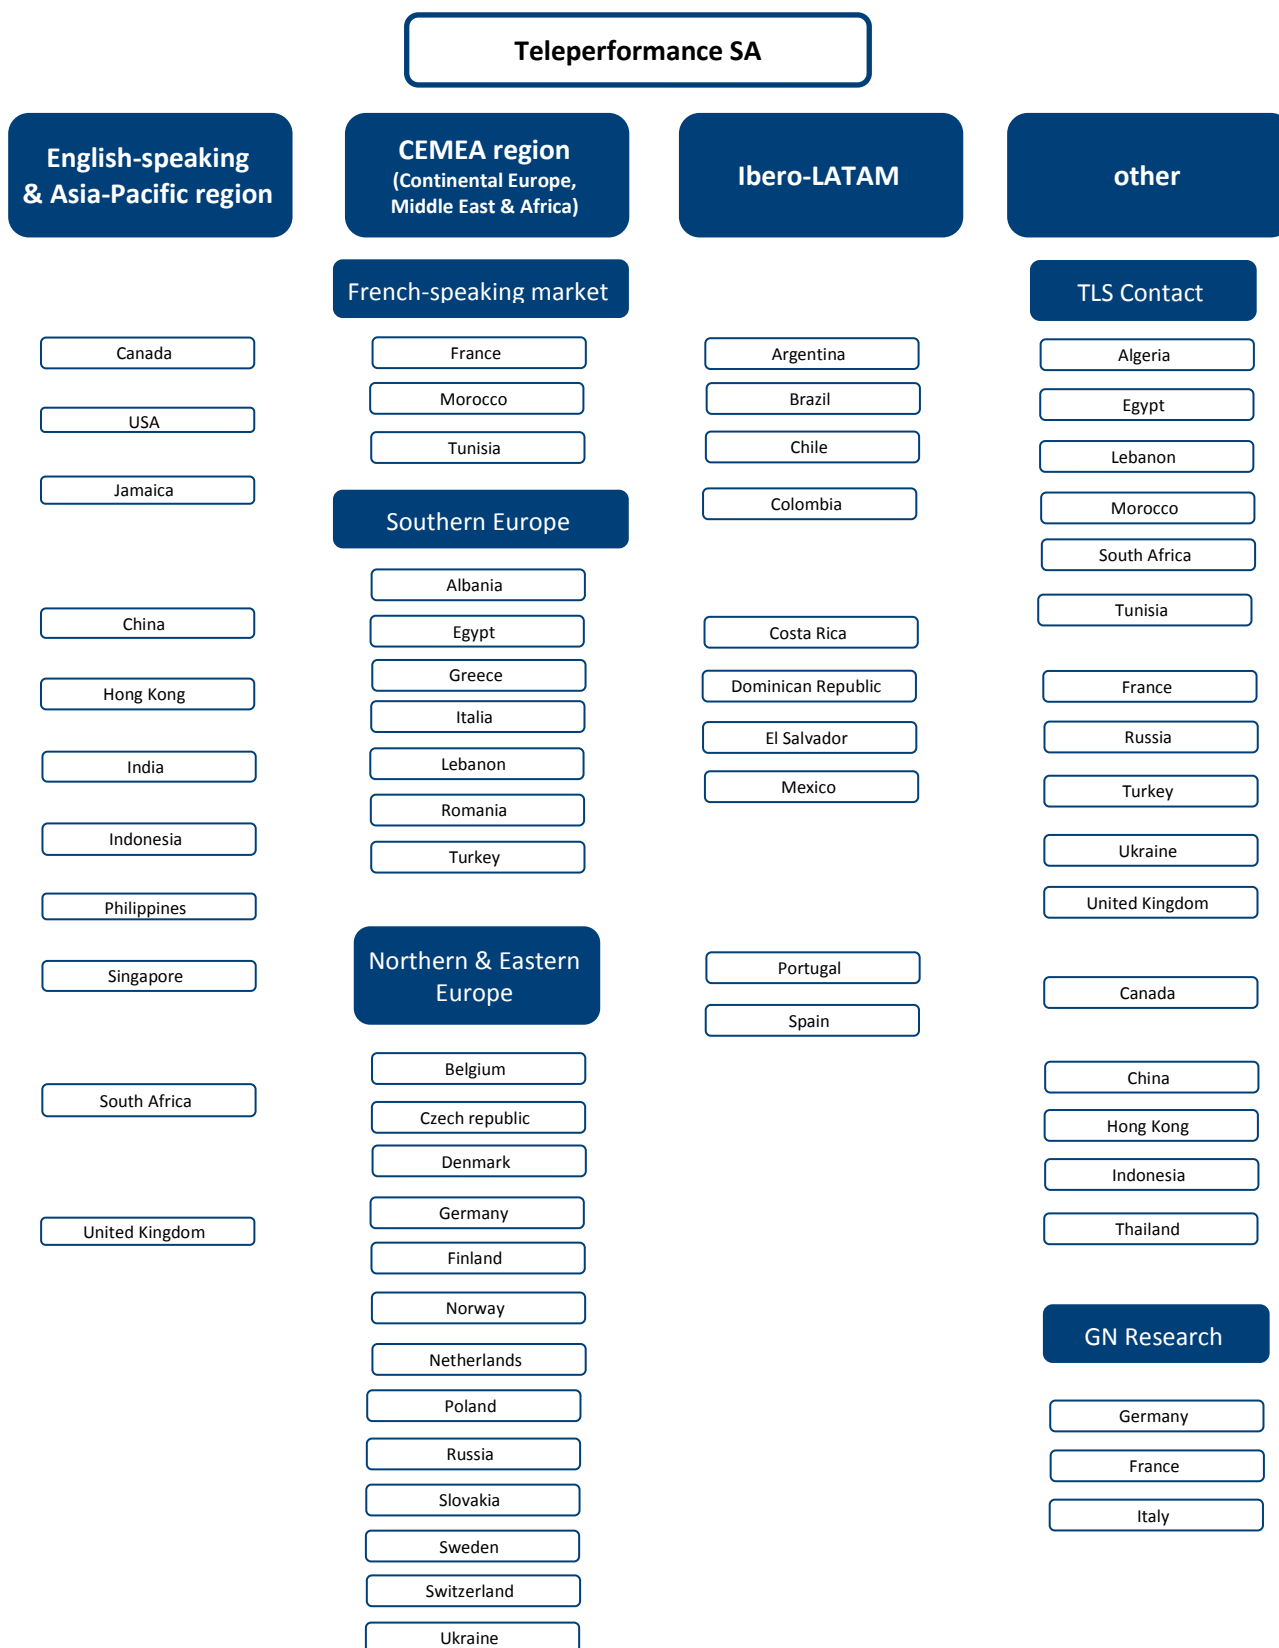 Teleperformance SA
English-speaking
& Asia-Pacific region
Canada
USA
Jamaica
China
Hong Kong
India
Indonesia
Philippines
Singapore
South Africa
United Kingdom
CEMEA region
(Continental Europe,
Middle East & Africa)
French-speaking market
France
Morocco
Tunisia
Southern Europe
Albania
Egypt
Greece
Italia
Lebanon
Romania
Turkey
Northern & Eastern
Europe
Belgium
Czech republic
Denmark
Germany
Finland
Norway
Netherlands
Poland
Russia
Slovakia
Sweden
Switzerland
Ukraine
Ibero-LATAM
Argentina
Brazil
Chile
Colombia
Costa Rica
Dominican Republic
El Salvador
Mexico
Portugal
Spain
other
TLS Contact
Algeria
Egypt
Lebanon
Morocco
South Africa
Tunisia
France
Russia
Turkey
Ukraine
United Kingdom
Canada
China
Hong Kong
Indonesia
Thailand
GN Research
Germany
France
Italy